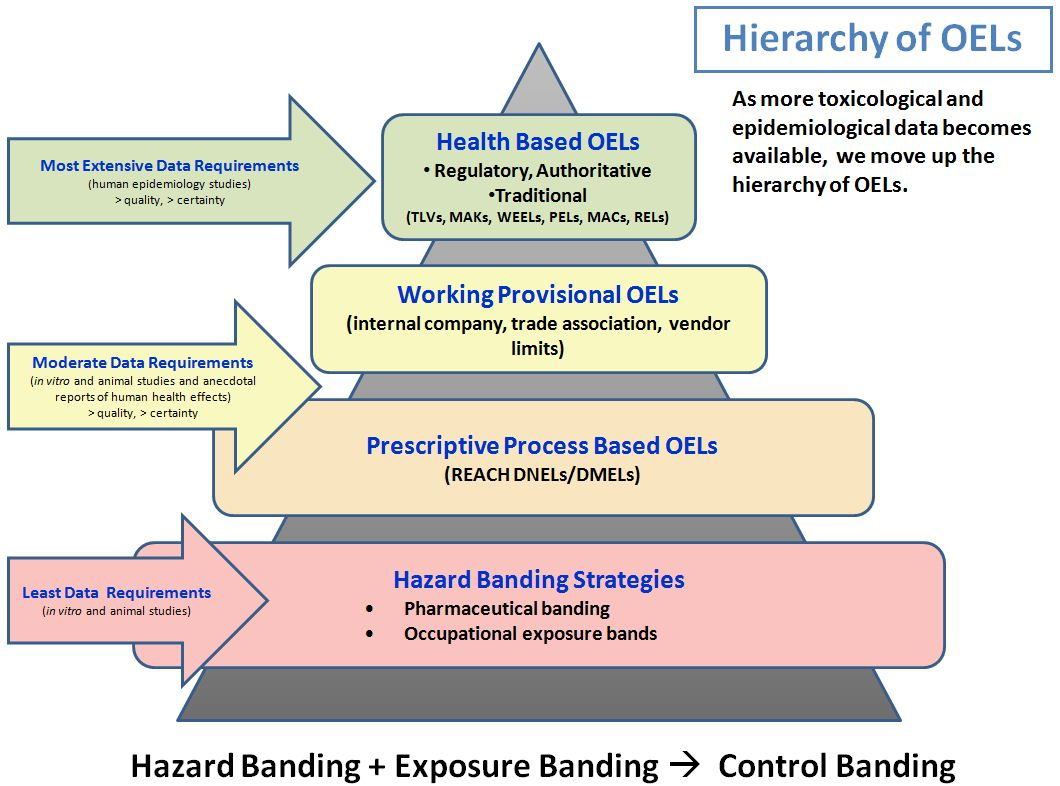 Hierarchy of OELs
As more toxicological and
epidemiological data becomes
available, we move up the
hierarchy of OELs.
Most Extensive Data Requirements
(human epidemiology studies)
> quality, > certainty
Health Based OELs
• Regulatory, Authoritative
•Traditional
(TLVs, MAKs, WEELs, PELs, MACs, RELs)
Working Provisional OELs
(internal company, trade association, vendor
limits)
Moderate Data Requirements
(in vitro and animal studies and anecdotal
reports of human health effects)
> quality, > certainty
Prescriptive Process Based OELs
(REACH DNELs/DMELs)
Least Data Requirements
(in vitro and animal studies)
Hazard Banding Strategies
• Pharmaceutical banding
• Occupational exposure bands
Hazard Banding + Exposure Banding → Control Banding